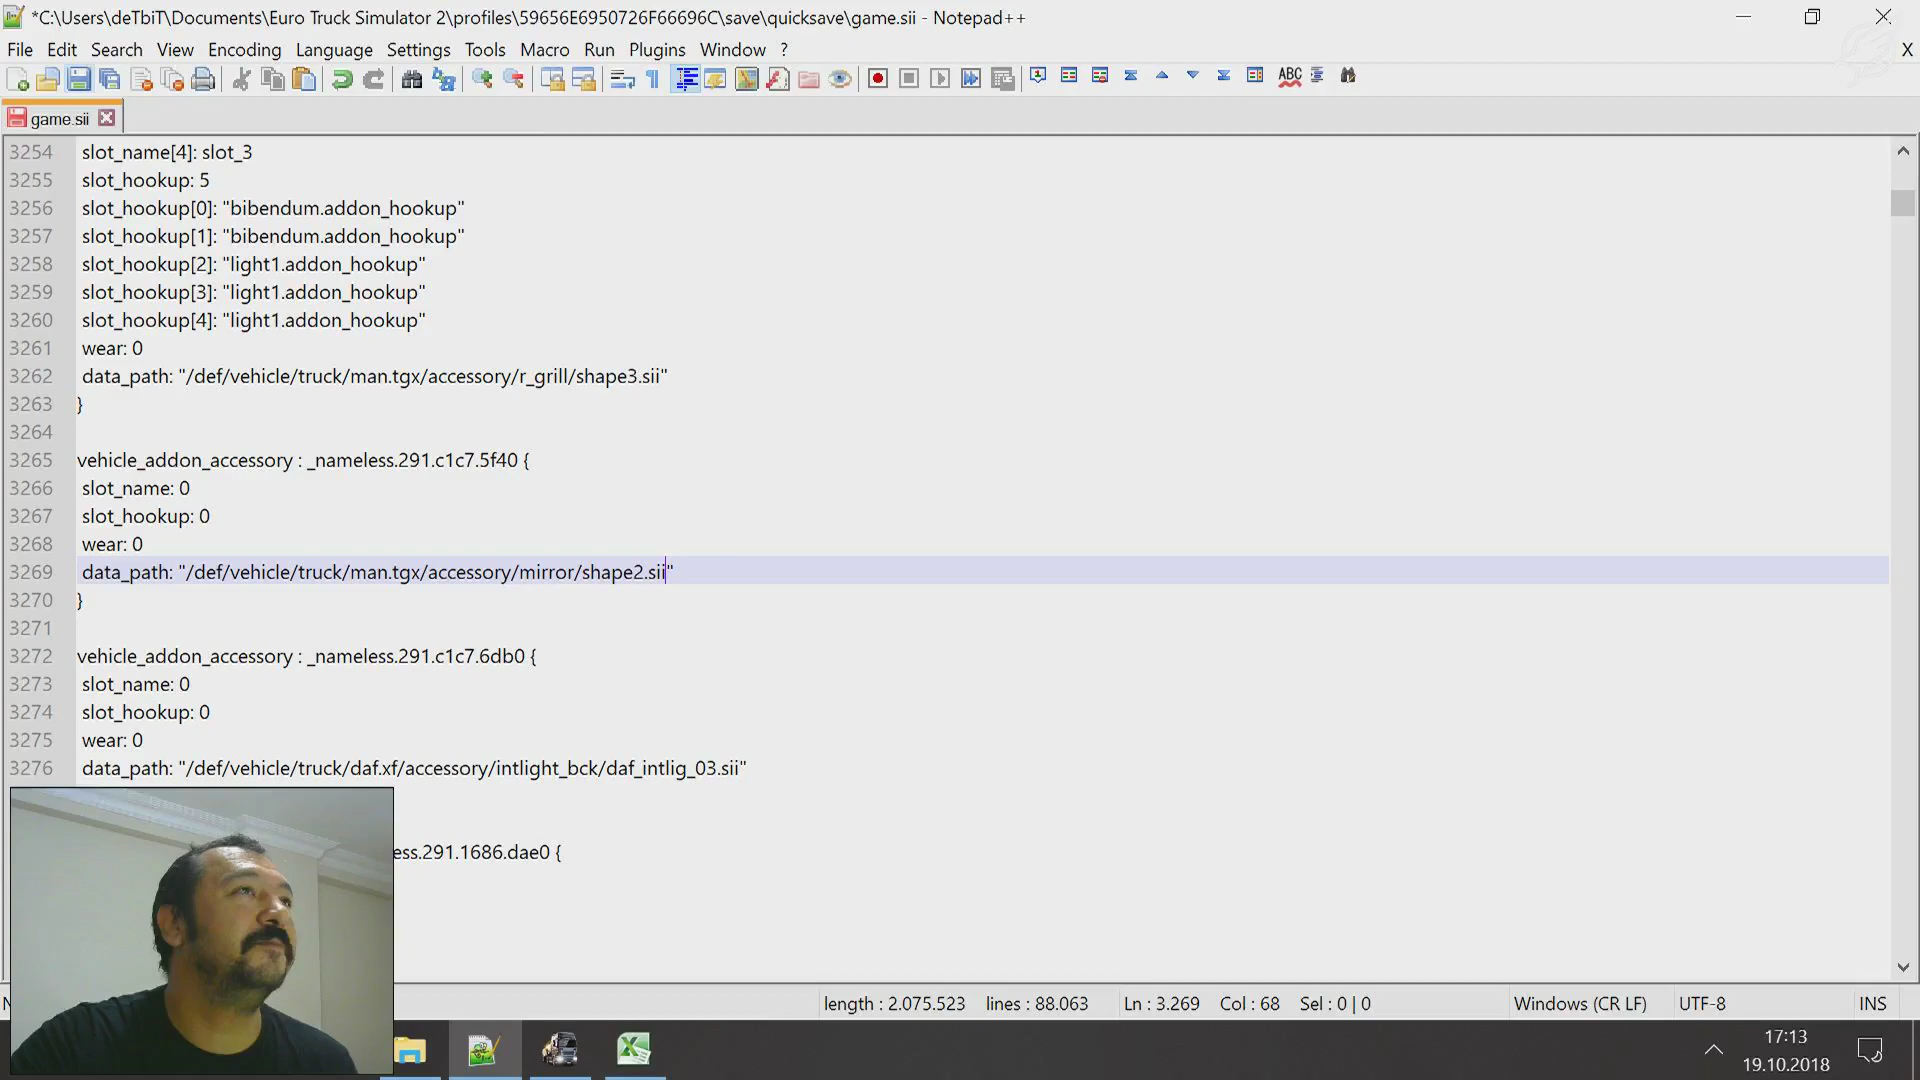 *C:\Users\deTbiT\Documents\Euro Truck Simulator 2\profiles\59656E6950726F66696C\save\quicksave\game.sii - Notepad++
File Edit Search View Encoding Language Settings Tools Macro Run Plugins Window ? X
ABC
game.sii
3254 slot_name[4]: slot_3
3255 slot_hookup: 5
3256 slot_hookup[0]: "bibendum.addon_hookup"
3257 slot_hookup[1]: "bibendum.addon_hookup"
3258 slot_hookup[2]: "light1.addon_hookup"
3259 slot_hookup[3]: "light1.addon_hookup"
3260 slot_hookup[4]: "light1.addon_hookup"
3261 wear: 0
3262 data_path: "/def/vehicle/truck/man.tgx/accessory/r_grill/shape3.sii"
3263 }
3264
3265 vehicle_addon_accessory : _nameless.291.c1c7.5f40 {
3266 slot_name: 0
3267 slot_hookup: 0
3268 wear: 0
3269 data_path: "/def/vehicle/truck/man.tgx/accessory/mirror/shape2.sii"
3270 }
3271
3272 vehicle_addon_accessory : _nameless.291.c1c7.6db0 {
3273 slot_name: 0
3274 slot_hookup: 0
3275 wear: 0
3276 data_path: "/def/vehicle/truck/daf.xf/accessory/intlight_bck/daf_intlig_03.sii"
ess.291.1686.dae0 {
length : 2.075.523 lines : 88.063 Ln : 3.269 Col : 68 Sel : 0 | 0 Windows (CR LF) UTF-8 INS
17:13
19.10.2018